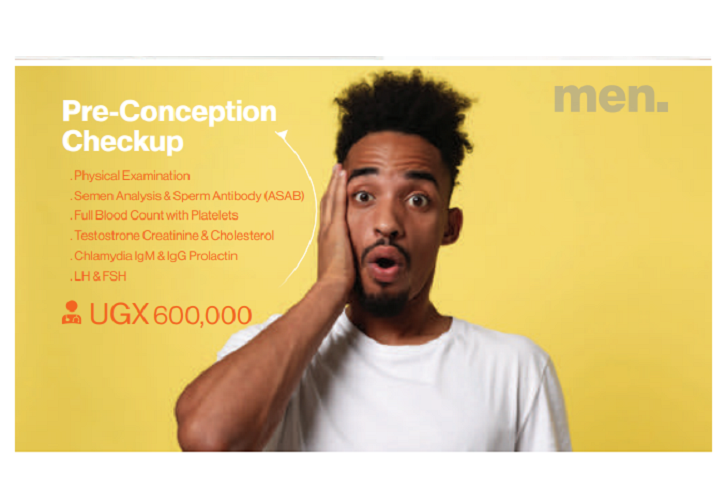 men.
Pre-Conception
Checkup
. Physical Examination
. Semen Analysis & Sperm Antibody (ASAB)
. Full Blood Count with Platelets
. Testostrone Creatinine & Cholesterol
. Chlamydia IgM & IgG Prolactin
. LH & FSH
UGX 600,000